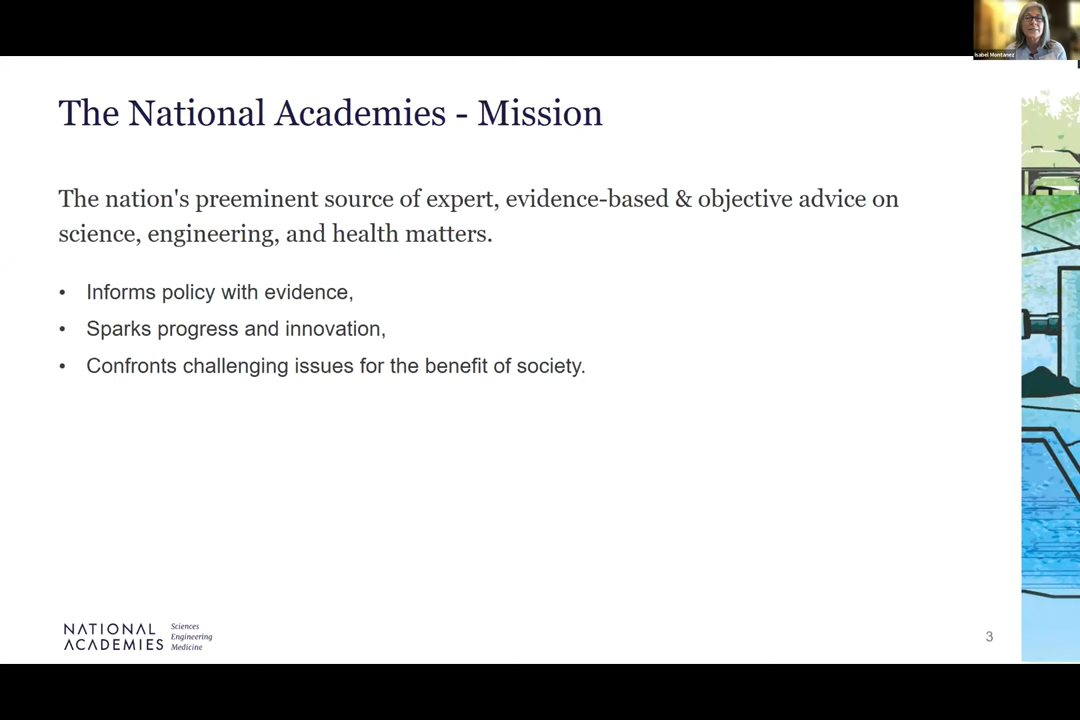 Isabel Montanez
The National Academies - Mission
The nation's preeminent source of expert, evidence-based & objective advice on
science, engineering, and health matters.
• Informs policy with evidence,
• Sparks progress and innovation,
• Confronts challenging issues for the benefit of society.
NATIONAL ACADEMIES
Sciences
Engineering
Medicine
3